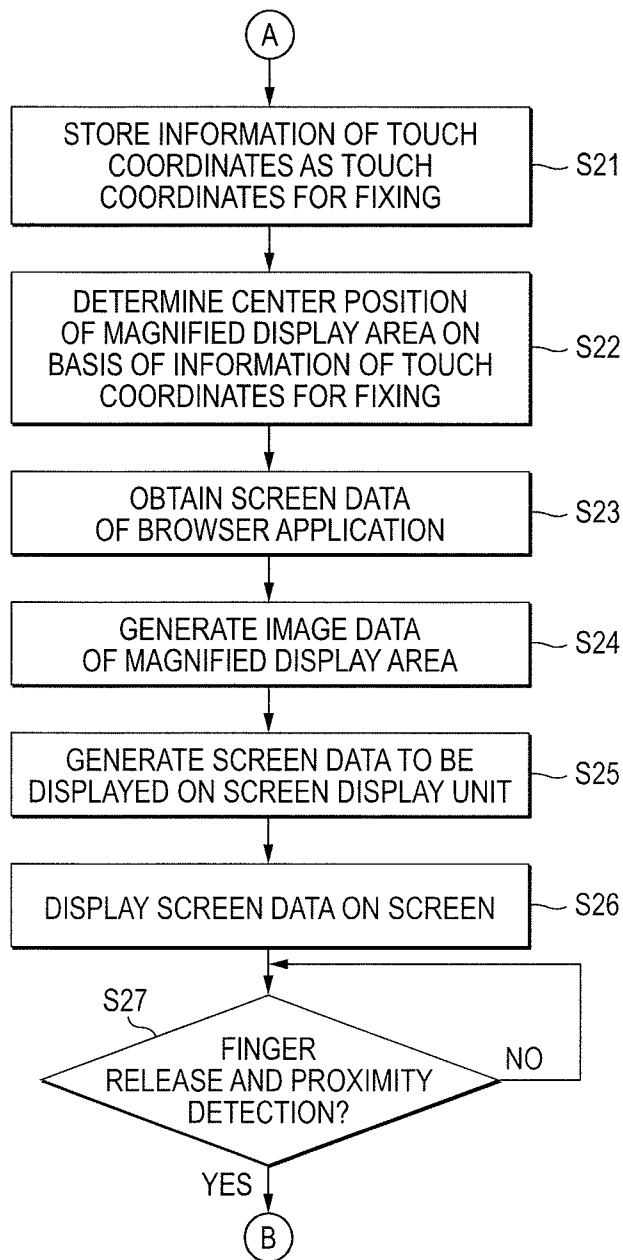 A
STORE INFORMATION OF TOUCH
COORDINATES AS TOUCH
COORDINATES FOR FIXING
S21
DETERMINE CENTER POSITION
OF MAGNIFIED DISPLAY AREA ON
BASIS OF INFORMATION OF TOUCH
COORDINATES FOR FIXING
S22
OBTAIN SCREEN DATA
OF BROWSER APPLICATION
S23
GENERATE IMAGE DATA
OF MAGNIFIED DISPLAY AREA
S24
GENERATE SCREEN DATA TO BE
DISPLAYED ON SCREEN DISPLAY UNIT
S25
DISPLAY SCREEN DATA ON SCREEN
S26
S27
FINGER
RELEASE AND PROXIMITY
DETECTION?
NO
YES
B